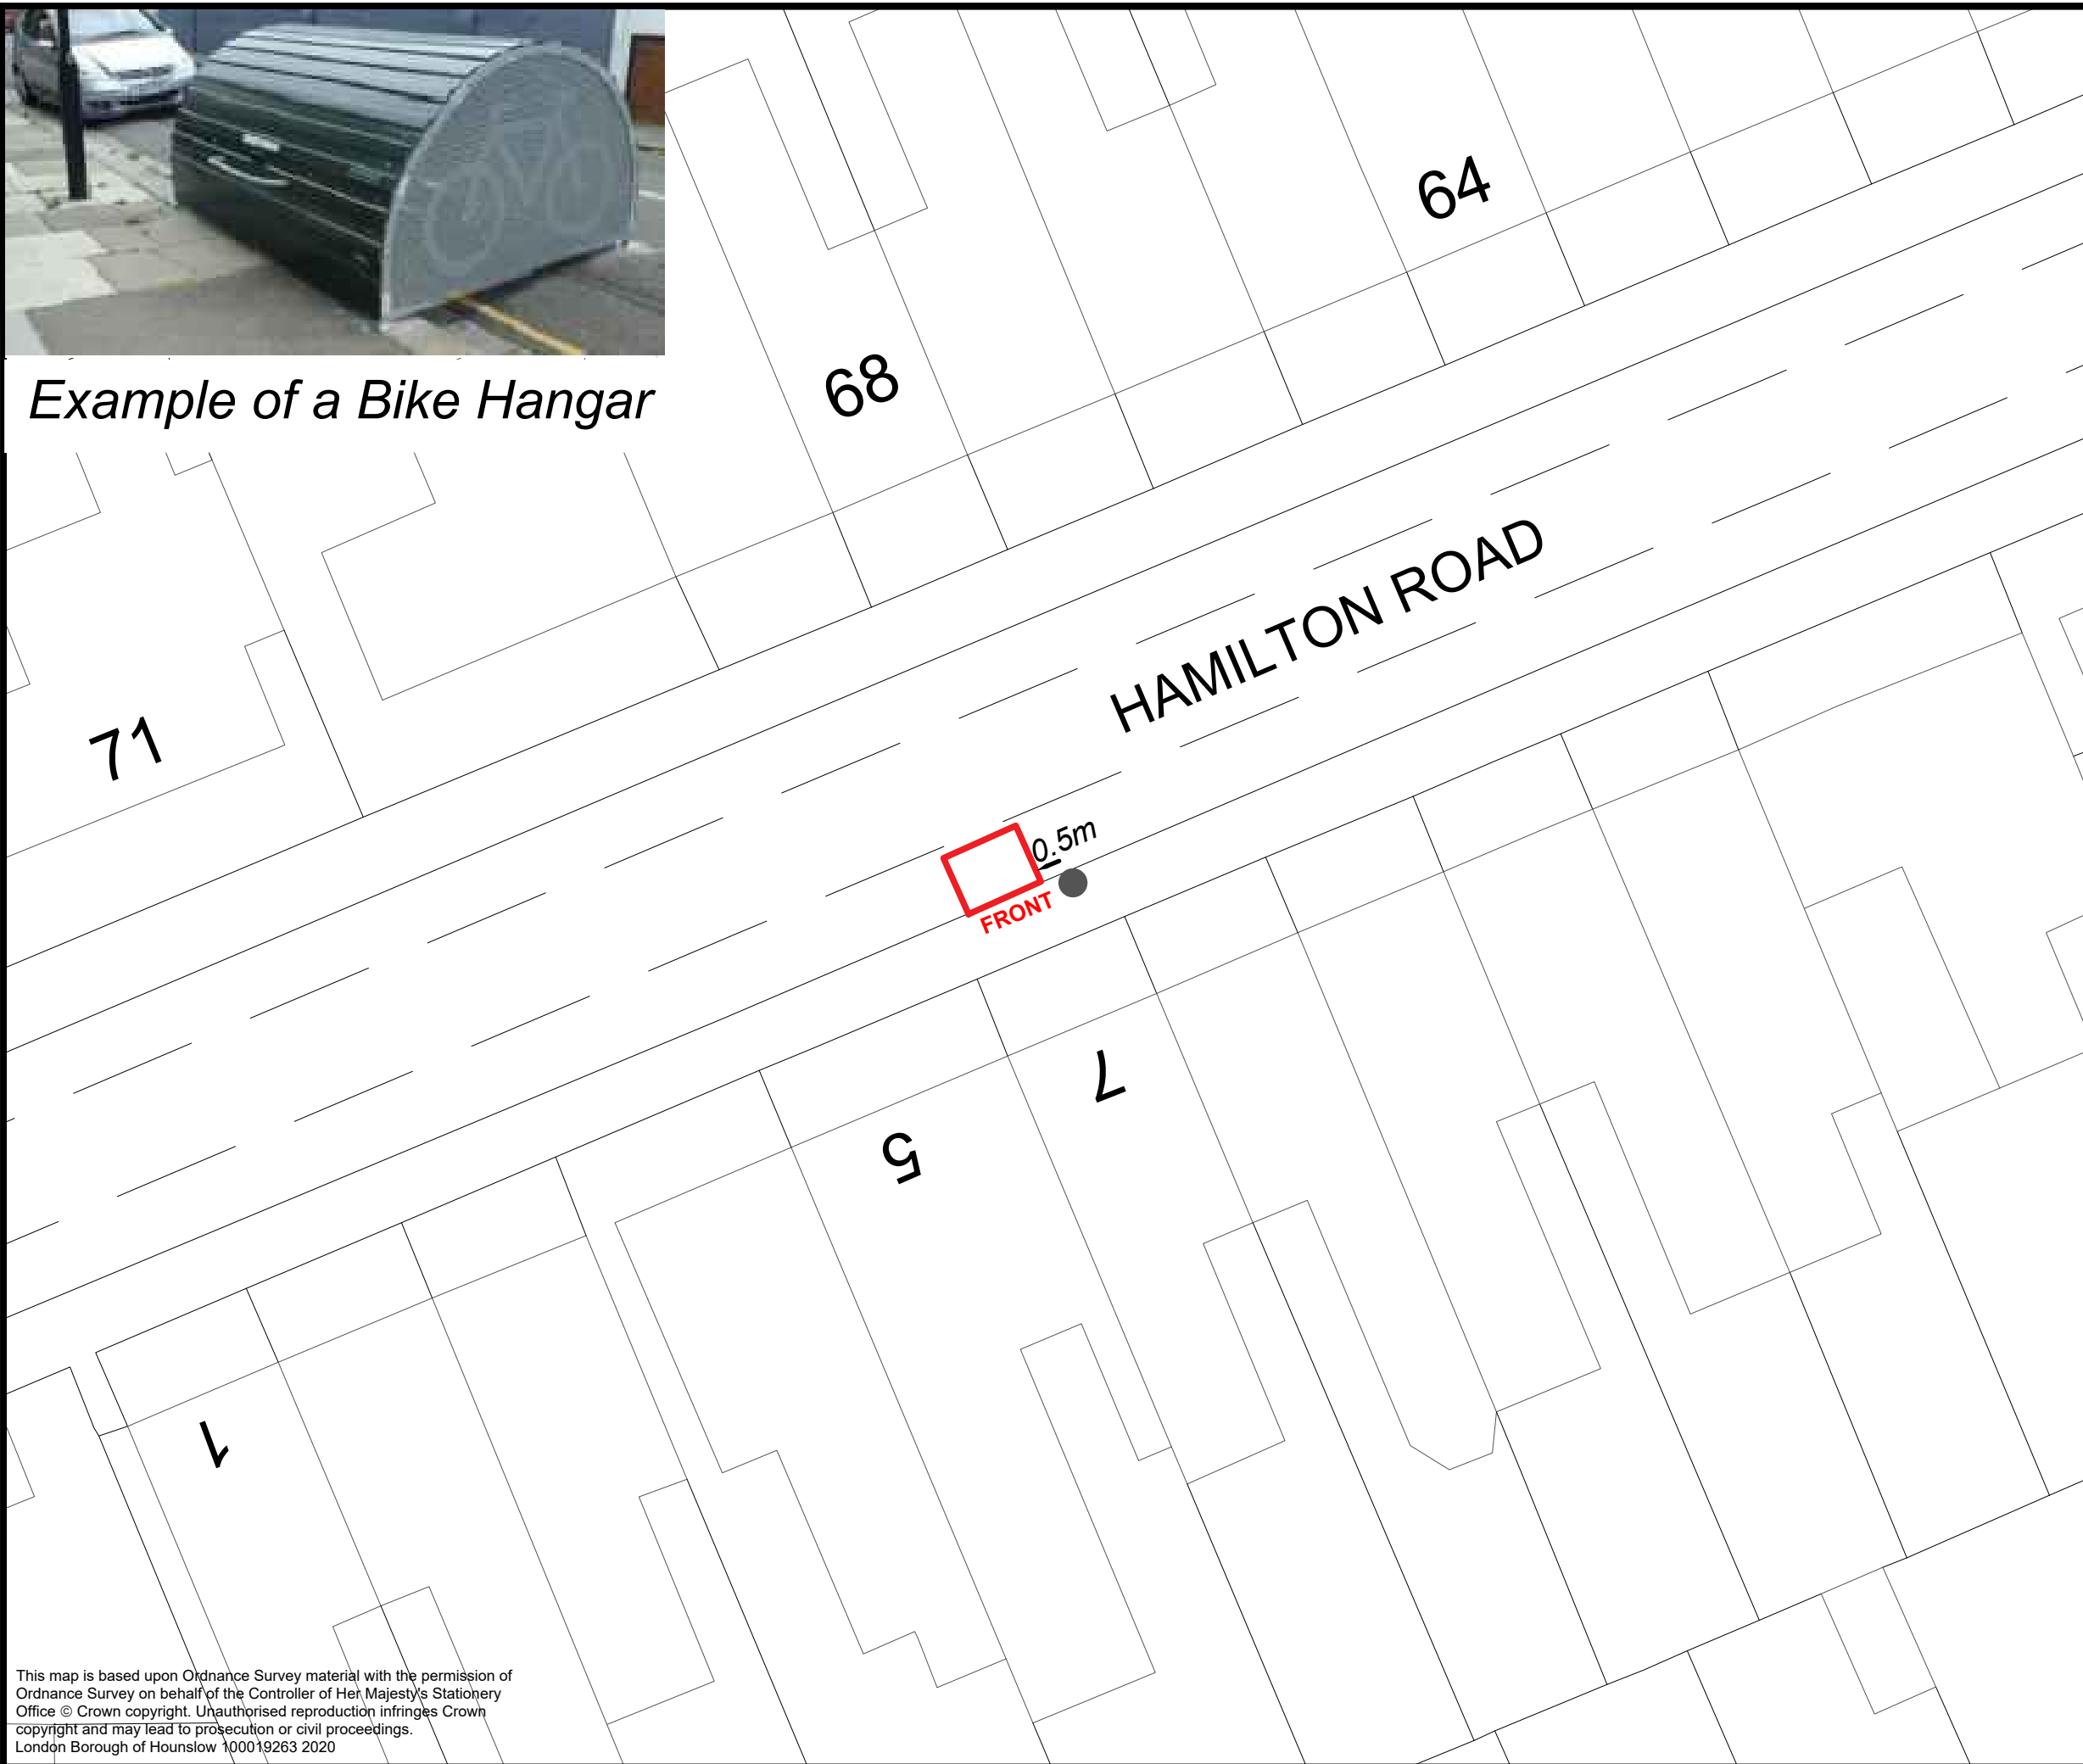 Example of a Bike Hangar
64
68
HAMILTON ROAD
71
0.5m
FRONT
7
5
1
This map is based upon Ordnance Survey material with the permission of
Ordnance Survey on behalf of the Controller of Her Majesty's Stationery
Office © Crown copyright. Unauthorised reproduction infringes Crown
copyright and may lead to prosecution or civil proceedings.
London Borough of Hounslow 100019263 2020